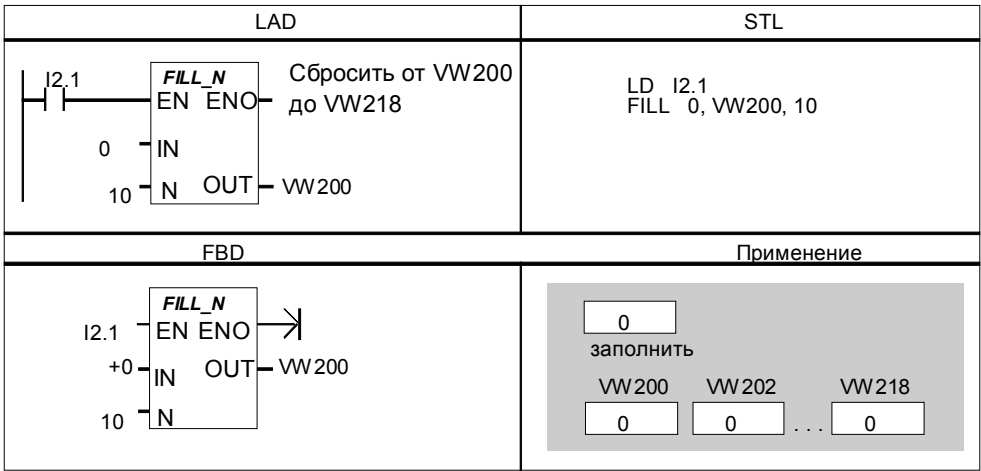 LAD
STL
I2.1
FILL_N
EN ENO
Сбросить от VW200
до VW218
0
IN
10
N OUT
VW200
LD I2.1
FILL 0, VW200, 10
FBD
Применение
FILL_N
I2.1
EN ENO
+0
IN
OUT
VW200
10
N
0
заполнить
VW200 VW202 VW218
0 0 . . . 0